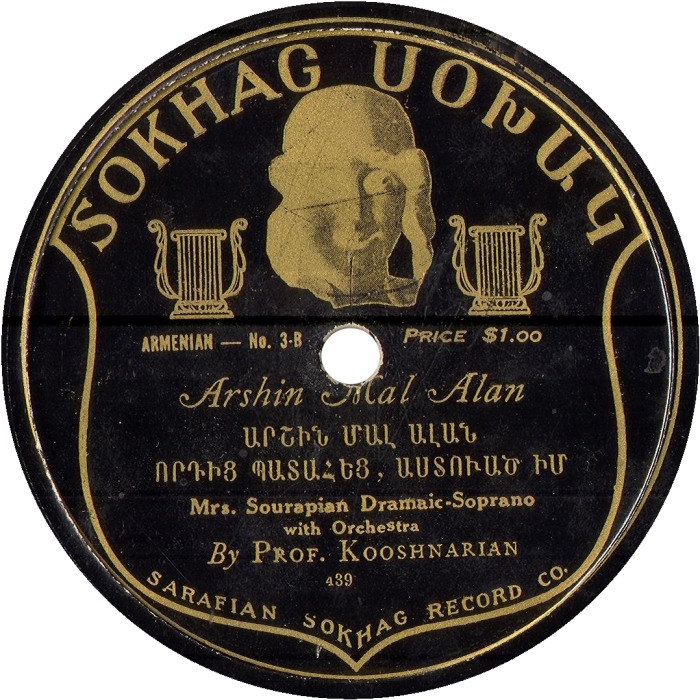 SOKHAG ՍՕԽԱԿ
ARMENIAN — No. 3-B
PRICE $1.00
Arshin Mal Alan
ԱՐՇԻՆ ՄԱԼ ԱԼԱՆ
ՈՐԴԻՑ ՊԱՏԱՀԵՑ, ԱՍՏՈՒԱԾ ԻՄ
Mrs. Sourapian Dramaic-Soprano
with Orchestra
By PROF. KOOSHNARIAN
439
SARAFIAN SOKHAG RECORD CO.